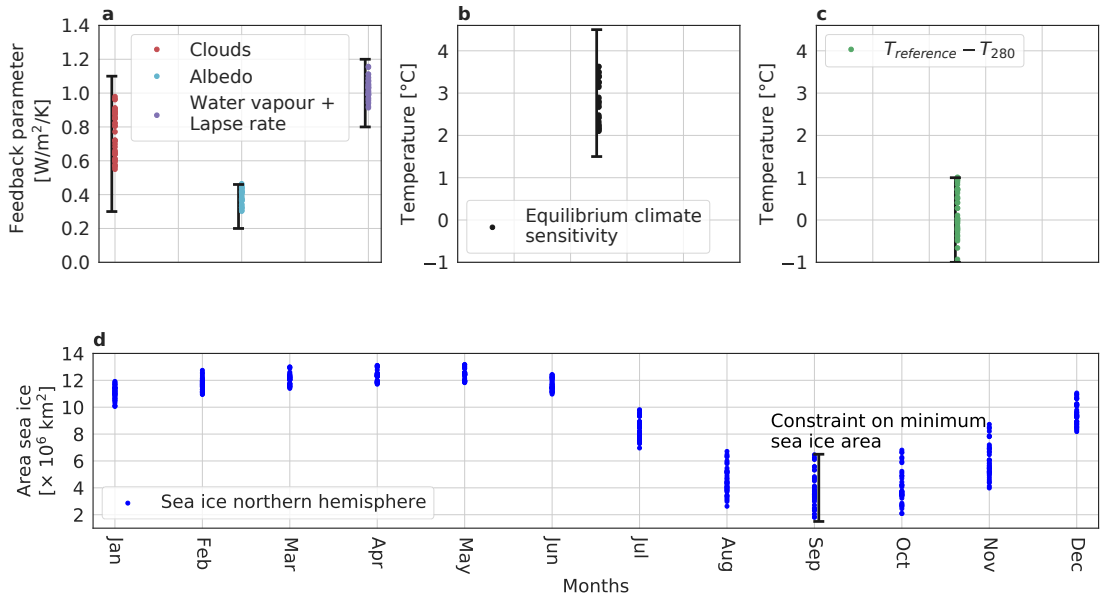 a
1.4
1.2
1.0
0.8
0.6
0.4
0.2
0.0
Feedback parameter
[W/m²/K]
Clouds
Albedo
Water vapour +
Lapse rate
b
4
3
2
1
0
−1
Temperature [°C]
Equilibrium climate
sensitivity
c
4
3
2
1
0
−1
Temperature [°C]
T_reference − T_280
d
14
12
10
8
6
4
2
Area sea ice
[× 10⁶ km²]
Constraint on minimum
sea ice area
Sea ice northern hemisphere
Jan
Feb
Mar
Apr
May
Jun
Jul
Aug
Sep
Oct
Nov
Dec
Months